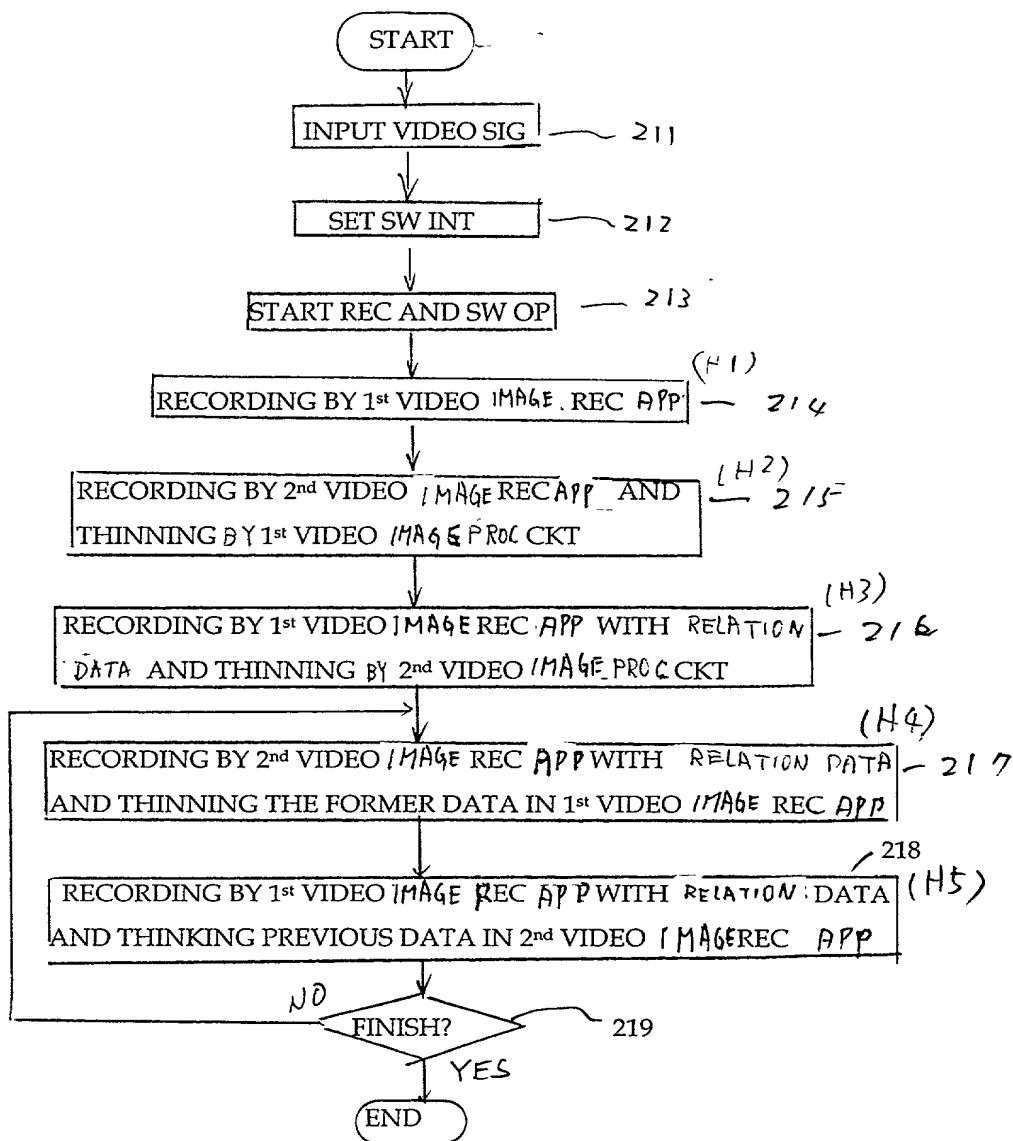 START
INPUT VIDEO SIG 211
SET SW INT 212
START REC AND SW OP 213
(H1)
RECORDING BY 1st VIDEO IMAGE. REC APP 214
(H2)
RECORDING BY 2nd VIDEO IMAGE REC APP AND 215
THINNING BY 1st VIDEO IMAGE PROC CKT
(H3)
RECORDING BY 1st VIDEO IMAGE REC APP WITH RELATION 216
DATA AND THINNING BY 2nd VIDEO IMAGE PROC CKT
(H4)
RECORDING BY 2nd VIDEO IMAGE REC APP WITH RELATION DATA 217
AND THINNING THE FORMER DATA IN 1st VIDEO IMAGE REC APP
218
RECORDING BY 1st VIDEO IMAGE REC APP WITH RELATION DATA (H5)
AND THINKING PREVIOUS DATA IN 2nd VIDEO IMAGE REC APP
NO
FINISH? 219
YES
END